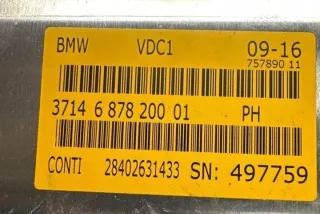 BMW VDC1 09-16
757890 11
3714 6 878 200 01 PH
CONTI 28402631433 SN: 497759